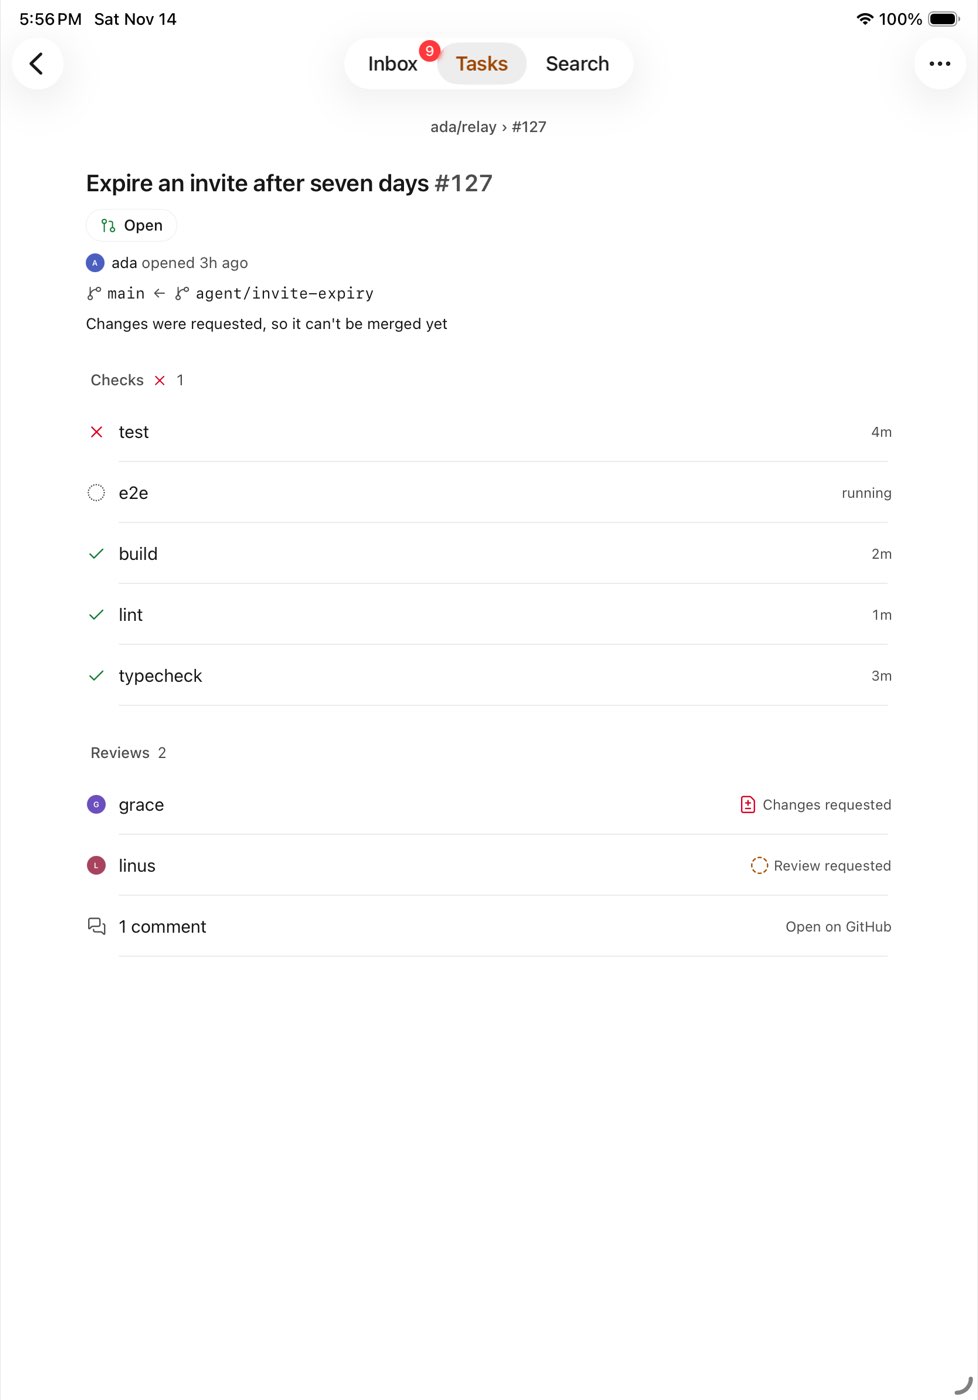 5:56 PM Sat Nov 14 100%
Inbox 9 Tasks Search
ada/relay › #127
Expire an invite after seven days #127
Open
A ada opened 3h ago
main ← agent/invite-expiry
Changes were requested, so it can't be merged yet
Checks 1
test 4m
e2e running
build 2m
lint 1m
typecheck 3m
Reviews 2
G grace Changes requested
L linus Review requested
1 comment Open on GitHub